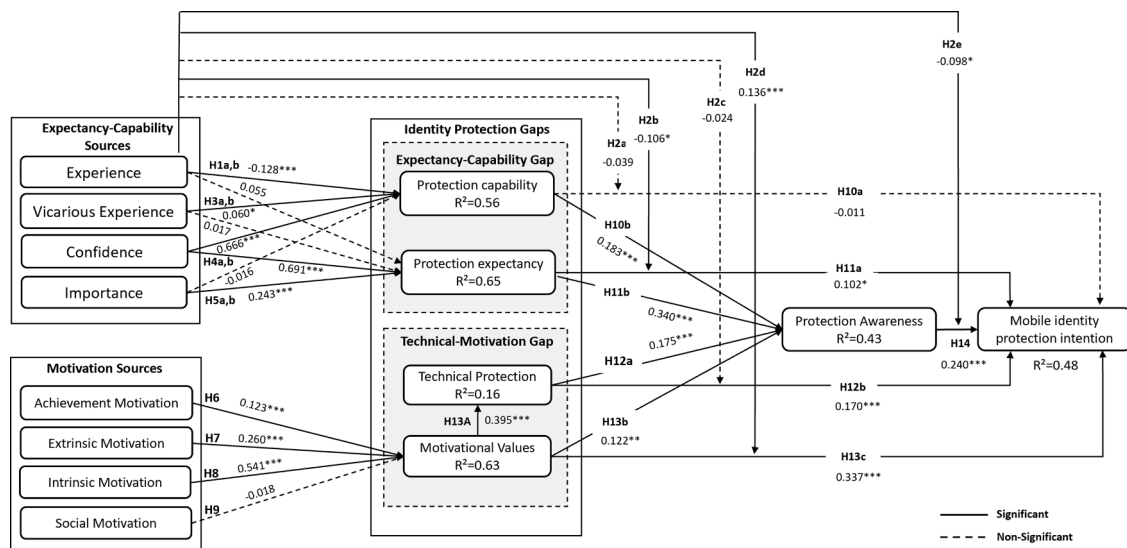 H2e
-0.098*
H2d
0.136***
H2c
-0.024
H2b
-0.106*
H2a
-0.039
Expectancy-Capability
Sources
Experience
Vicarious Experience
Confidence
Importance
H1a,b
-0.128***
0.055
H3a,b
0.060*
0.017
0.666***
H4a,b
0.691***
-0.016
H5a,b
0.243***
Identity Protection Gaps
Expectancy-Capability Gap
Protection capability
R²=0.56
Protection expectancy
R²=0.65
Technical-Motivation Gap
Technical Protection
R²=0.16
H13A
0.395***
Motivational Values
R²=0.63
Motivation Sources
Achievement Motivation
Extrinsic Motivation
Intrinsic Motivation
Social Motivation
H6
0.123***
H7
0.260***
H8
0.541***
H9
-0.018
H10a
-0.011
H10b
0.183***
H11a
0.102*
H11b
0.340***
0.175***
H12a
H12b
0.170***
H13b
0.122**
H13c
0.337***
Protection Awareness
R²=0.43
H14
0.240***
Mobile identity
protection intention
R²=0.48
Significant
Non-Significant